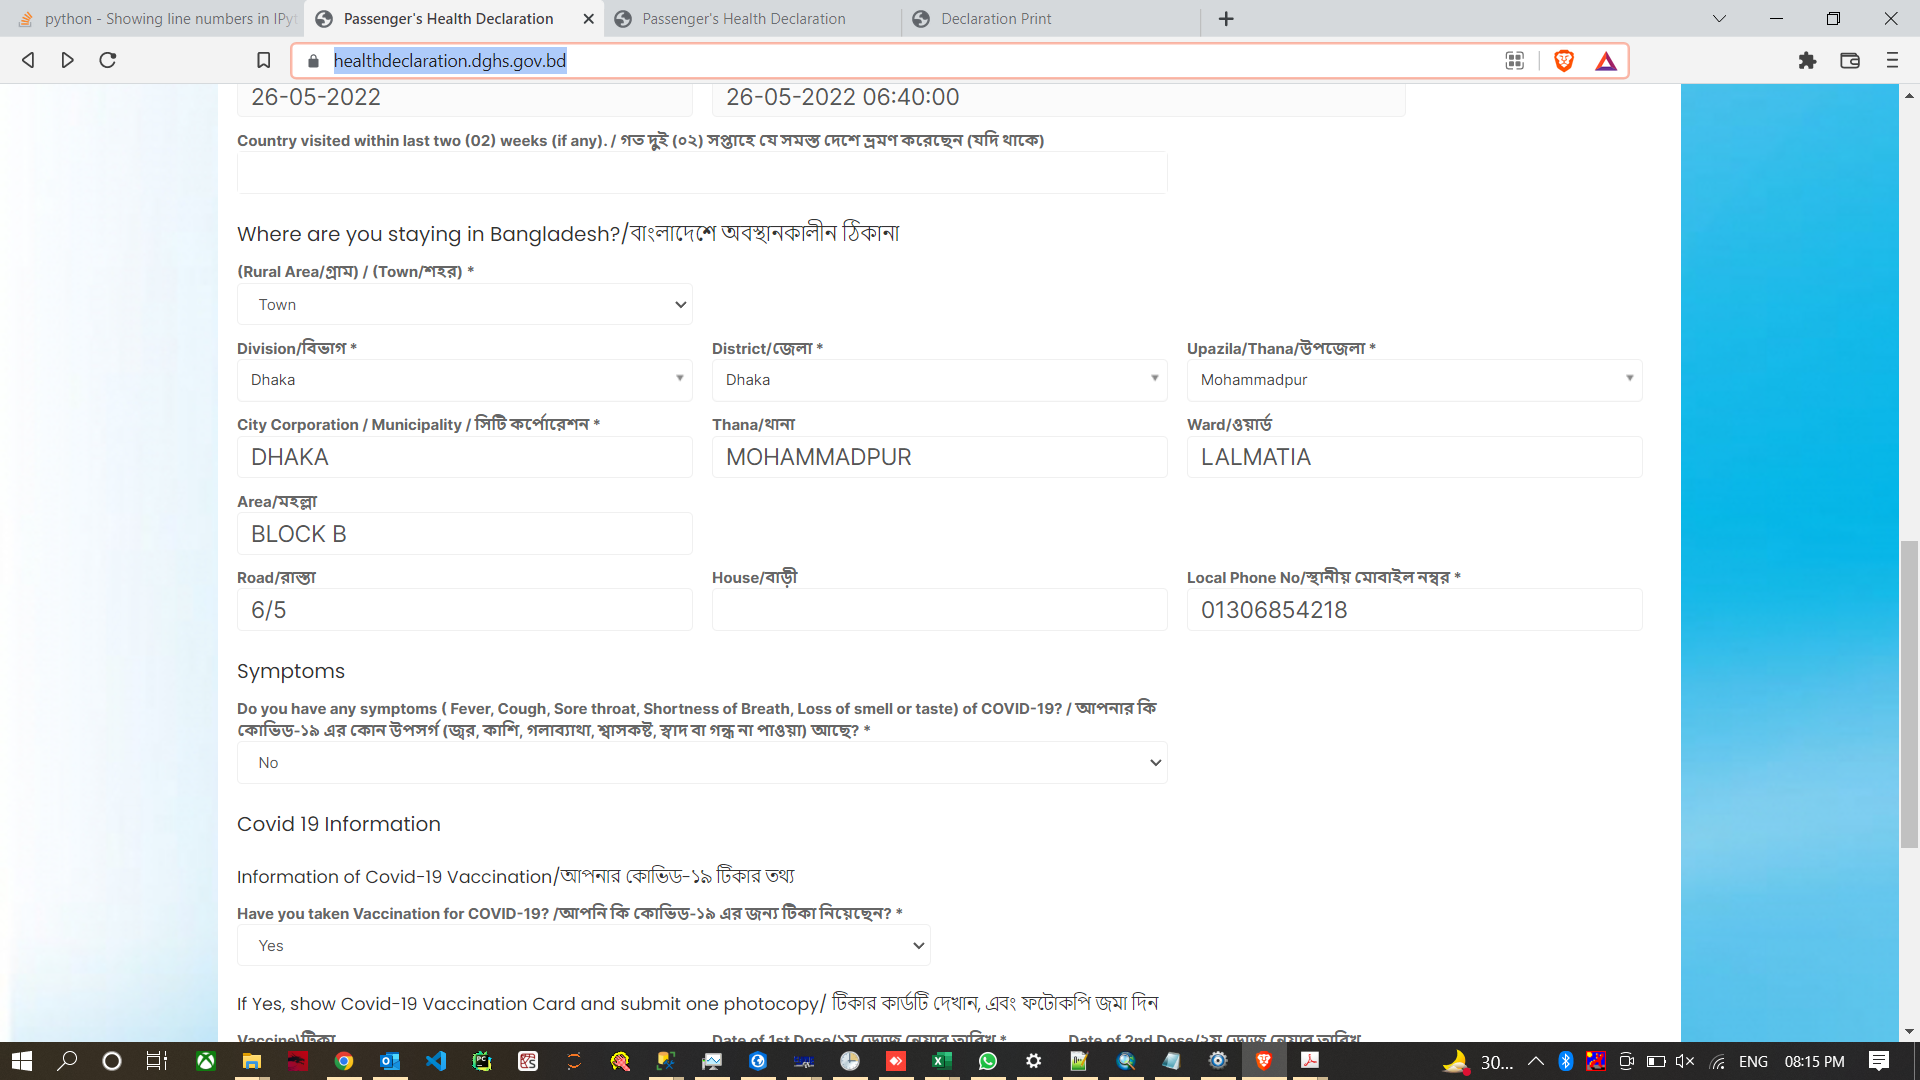 python - Showing line numbers in IPyt
Passenger's Health Declaration
Passenger's Health Declaration
Declaration Print
healthdeclaration.dghs.gov.bd
26-05-2022
26-05-2022 06:40:00
Country visited within last two (02) weeks (if any). / গত দুই (০২) সপ্তাহে যে সমস্ত দেশে ভ্রমণ করেছেন (যদি থাকে)
Where are you staying in Bangladesh?/বাংলাদেশে অবস্থানকালীন ঠিকানা
(Rural Area/গ্রাম) / (Town/শহর) *
Town
Division/বিভাগ *
District/জেলা *
Upazila/Thana/উপজেলা *
Dhaka
Dhaka
Mohammadpur
City Corporation / Municipality / সিটি কর্পোরেশন *
Thana/থানা
Ward/ওয়ার্ড
DHAKA
MOHAMMADPUR
LALMATIA
Area/মহল্লা
BLOCK B
Road/রাস্তা
House/বাড়ী
Local Phone No/স্থানীয় মোবাইল নম্বর *
6/5
01306854218
Symptoms
Do you have any symptoms ( Fever, Cough, Sore throat, Shortness of Breath, Loss of smell or taste) of COVID-19? / আপনার কি
কোভিড-১৯ এর কোন উপসর্গ (জ্বর, কাশি, গলাব্যাথা, শ্বাসকষ্ট, স্বাদ বা গন্ধ না পাওয়া) আছে? *
No
Covid 19 Information
Information of Covid-19 Vaccination/আপনার কোভিড-১৯ টিকার তথ্য
Have you taken Vaccination for COVID-19? /আপনি কি কোভিড-১৯ এর জন্য টিকা নিয়েছেন? *
Yes
If Yes, show Covid-19 Vaccination Card and submit one photocopy/ টিকার কার্ডটি দেখান, এবং ফটোকপি জমা দিন
Vaccine\টিকা
Date of 1st Dose/১ম ডোজ নেয়ার তারিখ *
Date of 2nd Dose/২য় ডোজ নেয়ার তারিখ
30...
ENG
08:15 PM